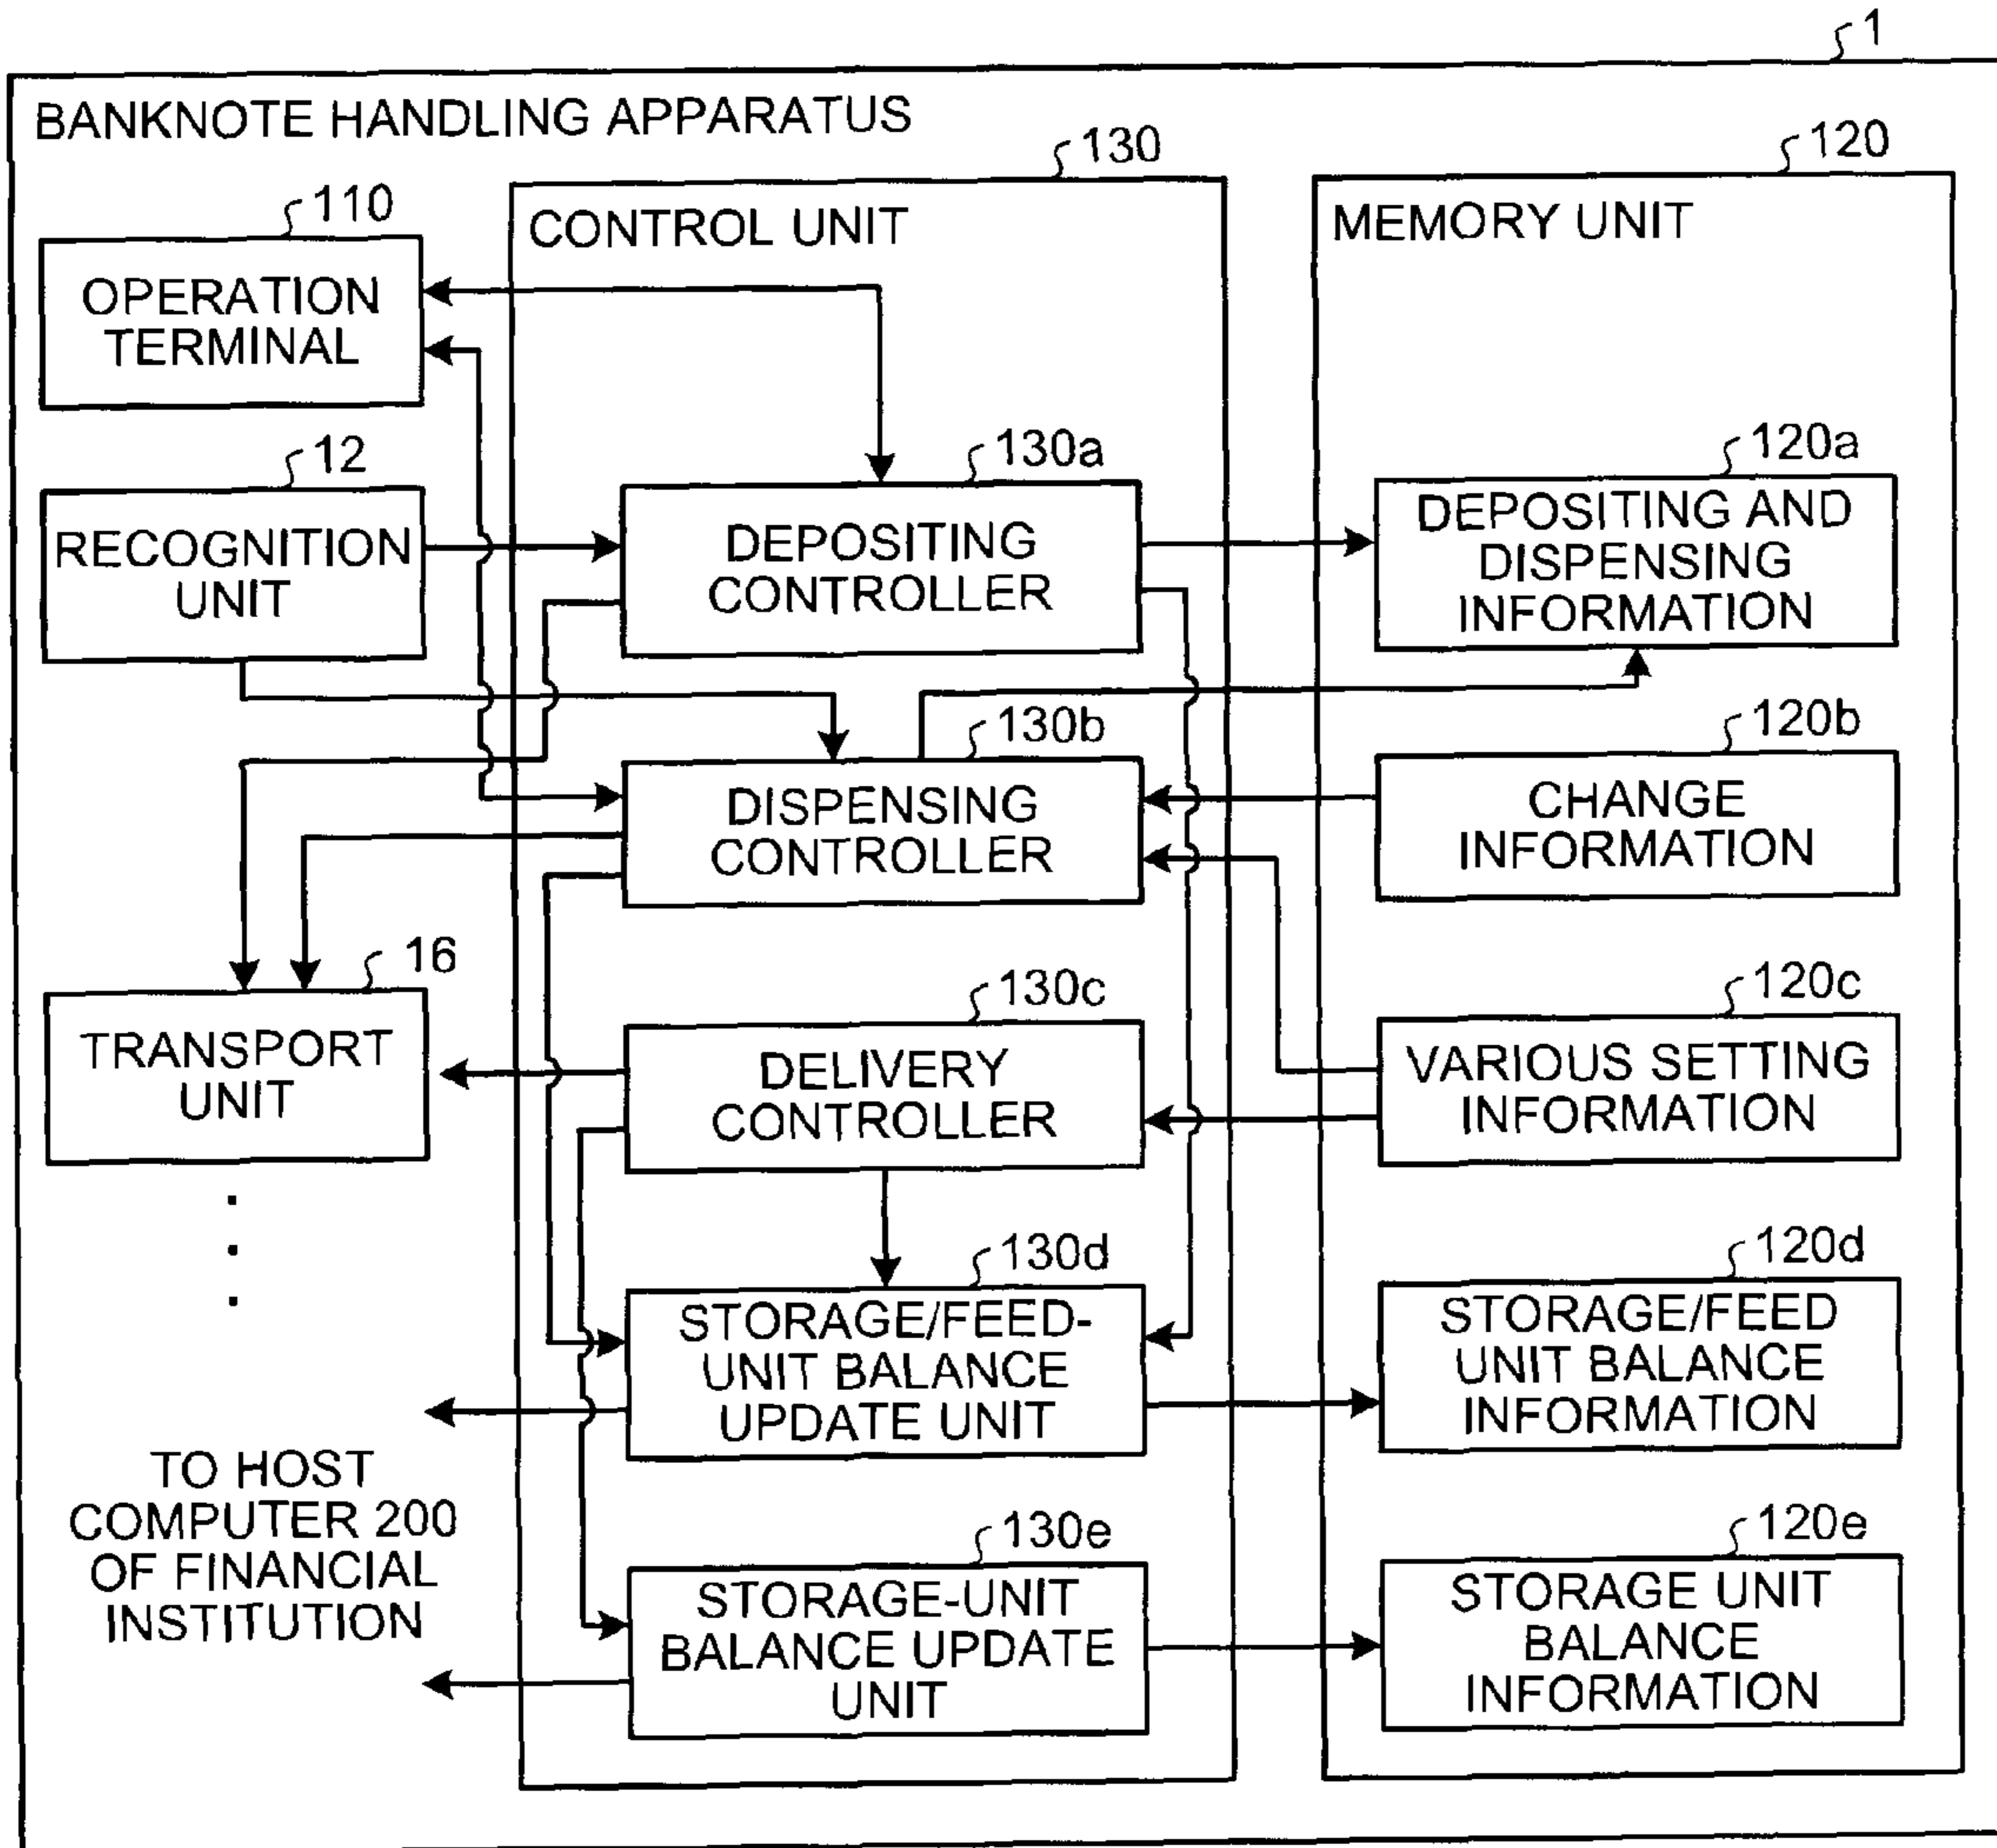 1
BANKNOTE HANDLING APPARATUS
130
120
110
CONTROL UNIT
MEMORY UNIT
OPERATION
TERMINAL
12
130a
120a
RECOGNITION
UNIT
DEPOSITING
CONTROLLER
DEPOSITING AND
DISPENSING
INFORMATION
130b
120b
DISPENSING
CONTROLLER
CHANGE
INFORMATION
16
130c
120c
TRANSPORT
UNIT
DELIVERY
CONTROLLER
VARIOUS SETTING
INFORMATION
130d
120d
STORAGE/FEED-
UNIT BALANCE
UPDATE UNIT
STORAGE/FEED
UNIT BALANCE
INFORMATION
TO HOST
COMPUTER 200
OF FINANCIAL
INSTITUTION
130e
120e
STORAGE-UNIT
BALANCE UPDATE
UNIT
STORAGE UNIT
BALANCE
INFORMATION